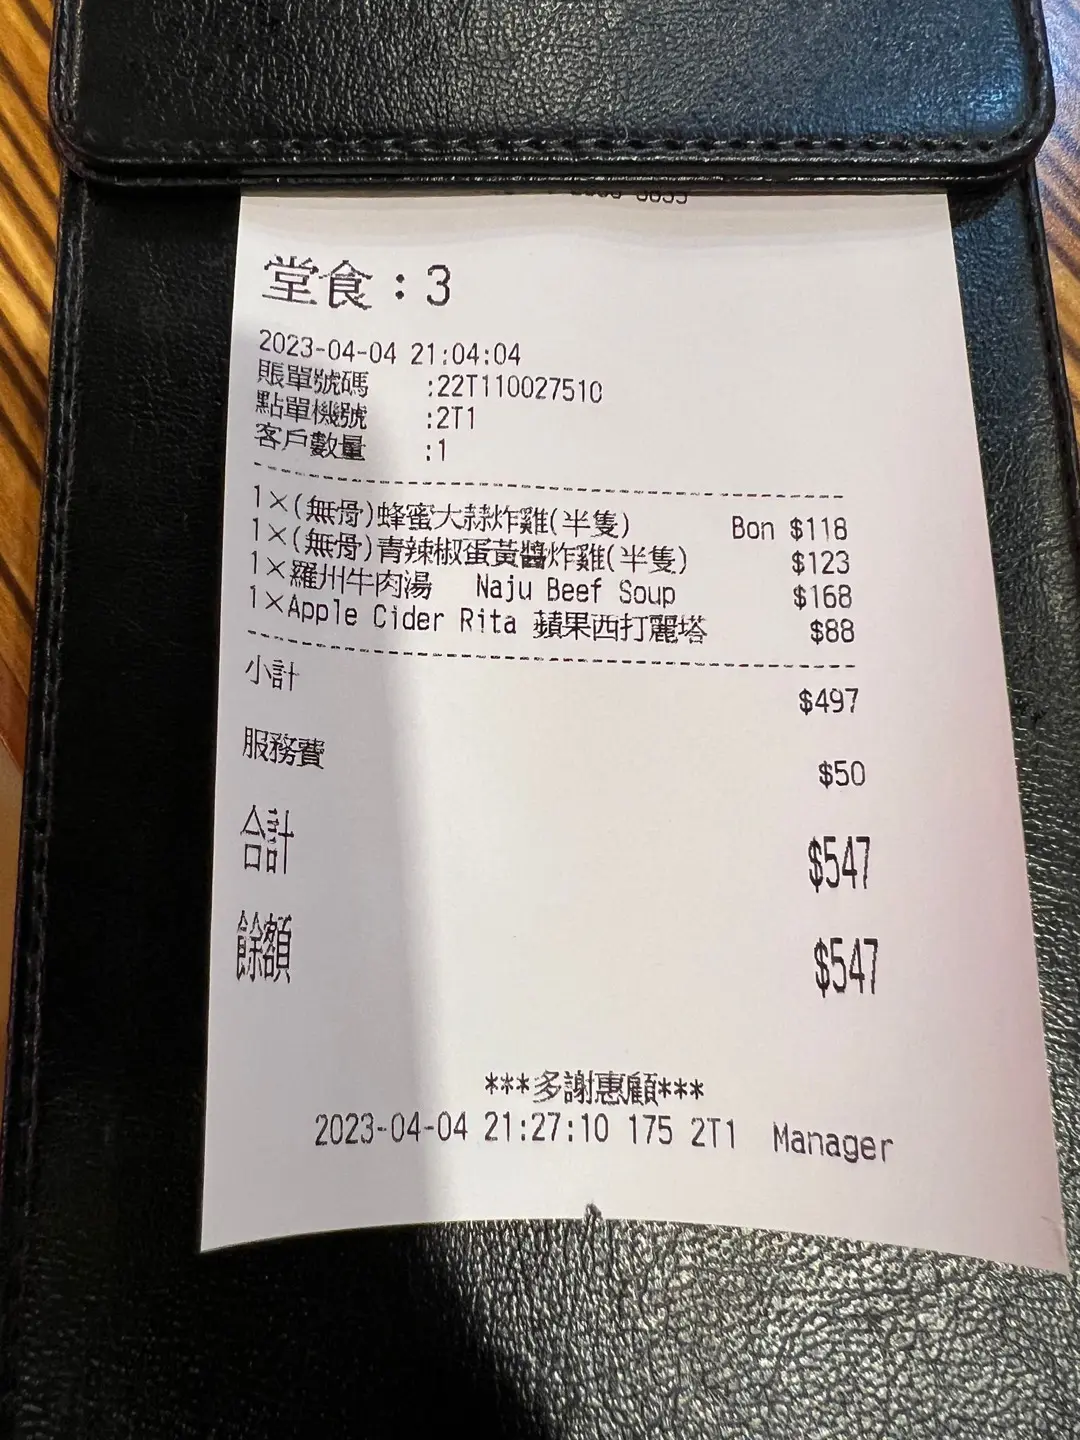 堂食：3
2023-04-04 21:04:04
賬單號碼 :22T110027510
點單機號 :2T1
客戶數量 :1
1×(無骨)蜂蜜大蒜炸雞(半隻) Bon $118
1×(無骨)青辣椒蛋黃醬炸雞(半隻) $123
1×羅州牛肉湯 Naju Beef Soup $168
1×Apple Cider Rita 蘋果西打麗塔 $88
小計 $497
服務費 $50
合計 $547
餘額 $547
***多謝惠顧***
2023-04-04 21:27:10 175 2T1 Manager